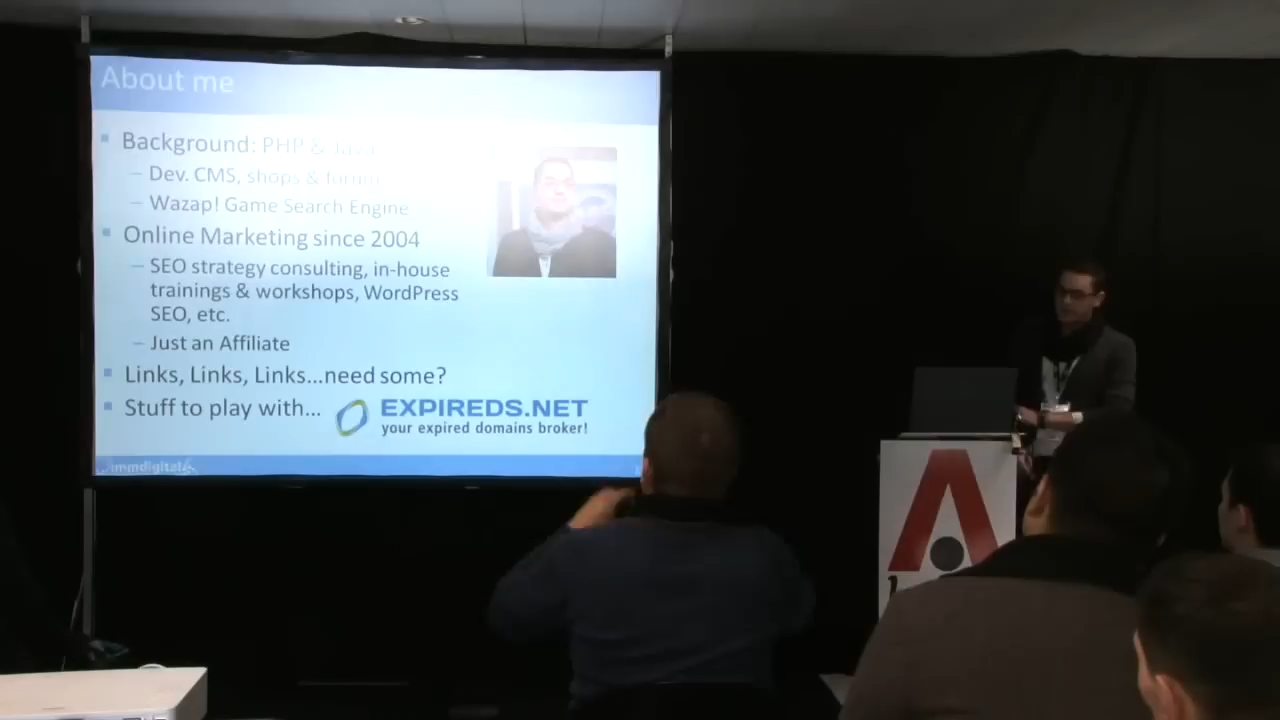 About me
Background: PHP & Java
– Dev. CMS, shops & forums
– Wazap! Game Search Engine
Online Marketing since 2004
– SEO strategy consulting, in-house
trainings & workshops, WordPress
SEO, etc.
– Just an Affiliate
Links, Links, Links...need some?
Stuff to play with...
EXPIREDS.NET
your expired domains broker!
immdigital